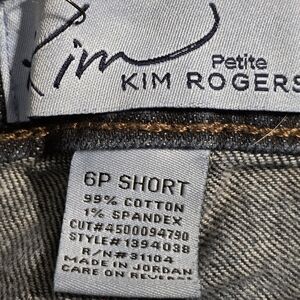 Kim
Petite
KIM ROGERS
6P SHORT
99% COTTON
1% SPANDEX
CUT#4500094790
STYLE#1394038
R/N#31104
MADE IN JORDAN
CARE ON REVERSE